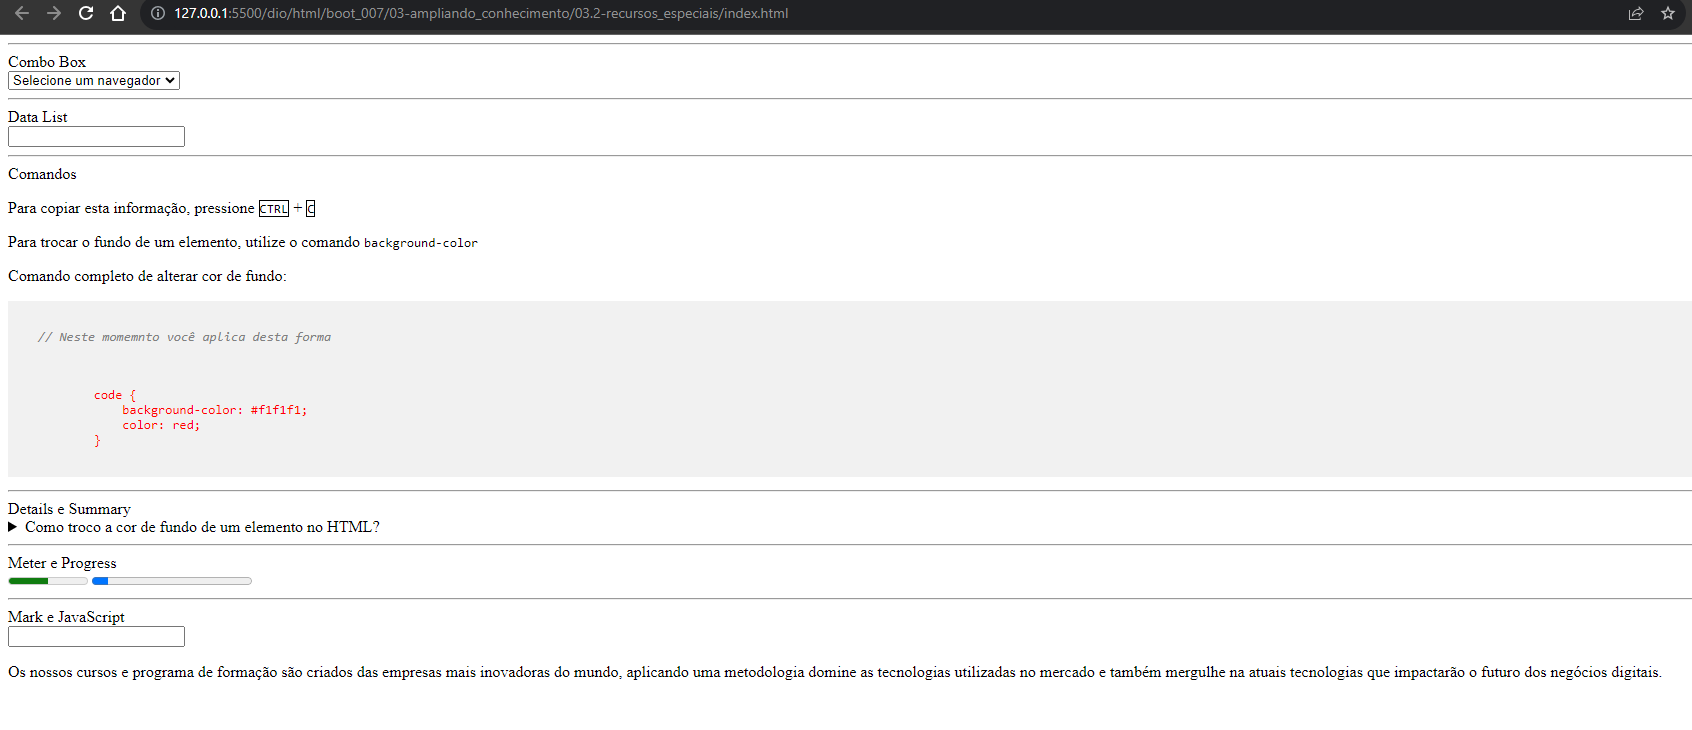 127.0.0.1:5500/dio/html/boot_007/03-ampliando_conhecimento/03.2-recursos_especiais/index.html
Combo Box
Selecione um navegador
Data List
Comandos
Para copiar esta informação, pressione CTRL + C
Para trocar o fundo de um elemento, utilize o comando background-color
Comando completo de alterar cor de fundo:
// Neste momemnto você aplica desta forma
code {
background-color: #f1f1f1;
color: red;
}
Details e Summary
Como troco a cor de fundo de um elemento no HTML?
Meter e Progress
Mark e JavaScript
Os nossos cursos e programa de formação são criados das empresas mais inovadoras do mundo, aplicando uma metodologia domine as tecnologias utilizadas no mercado e também mergulhe na atuais tecnologias que impactarão o futuro dos negócios digitais.